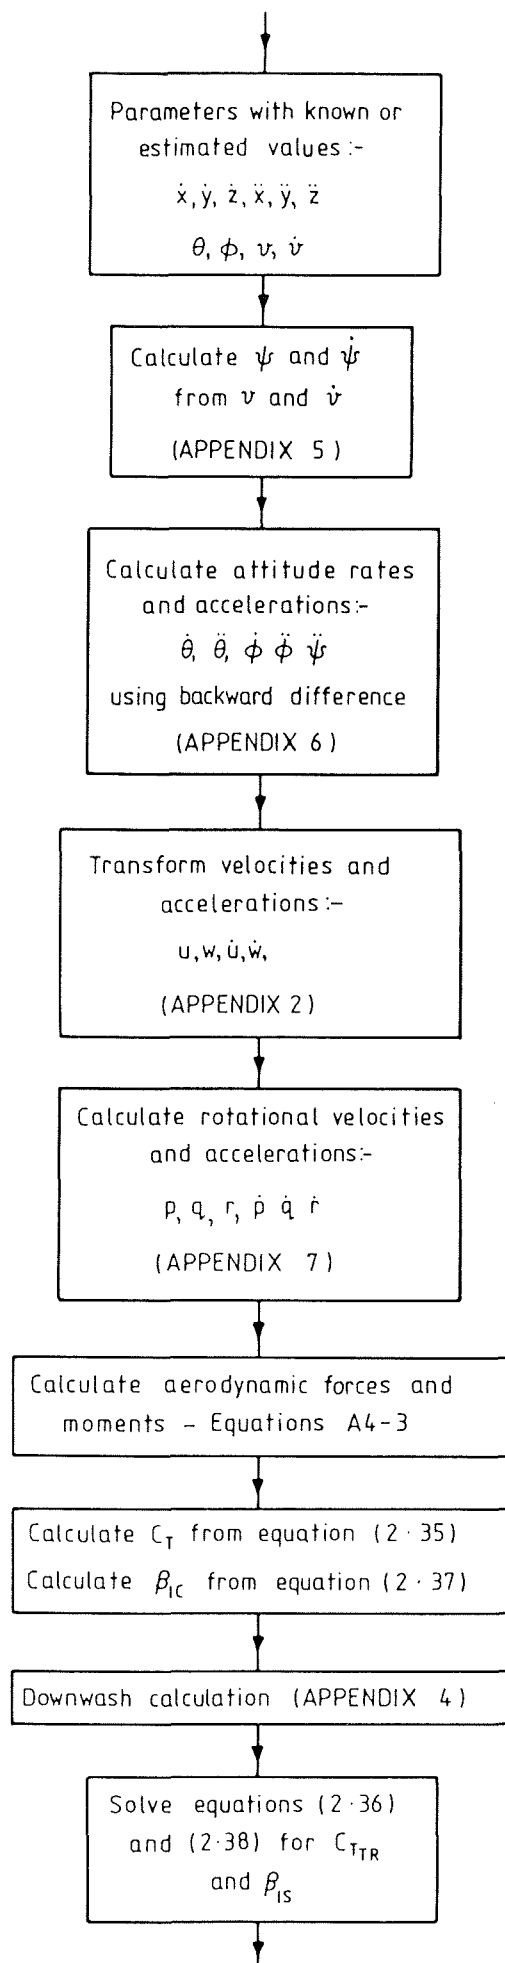 Parameters with known or
estimated values:-
ẋ, ẏ, ż, ẍ, ÿ, z̈
θ, ϕ, v, v̇
Calculate ψ and ψ̇
from v and v̇
(APPENDIX 5)
Calculate attitude rates
and accelerations:-
θ̇, θ̈, ϕ̇ ϕ̈ ψ̈
using backward difference
(APPENDIX 6)
Transform velocities and
accelerations:-
u, w, u̇, ẇ,
(APPENDIX 2)
Calculate rotational velocities
and accelerations:-
p, q, r, ṗ q̇ ṙ
(APPENDIX 7)
Calculate aerodynamic forces and
moments - Equations A4-3
Calculate C_T from equation (2·35)
Calculate β_IC from equation (2·37)
Downwash calculation (APPENDIX 4)
Solve equations (2·36)
and (2·38) for C_T_TR
and β_IS